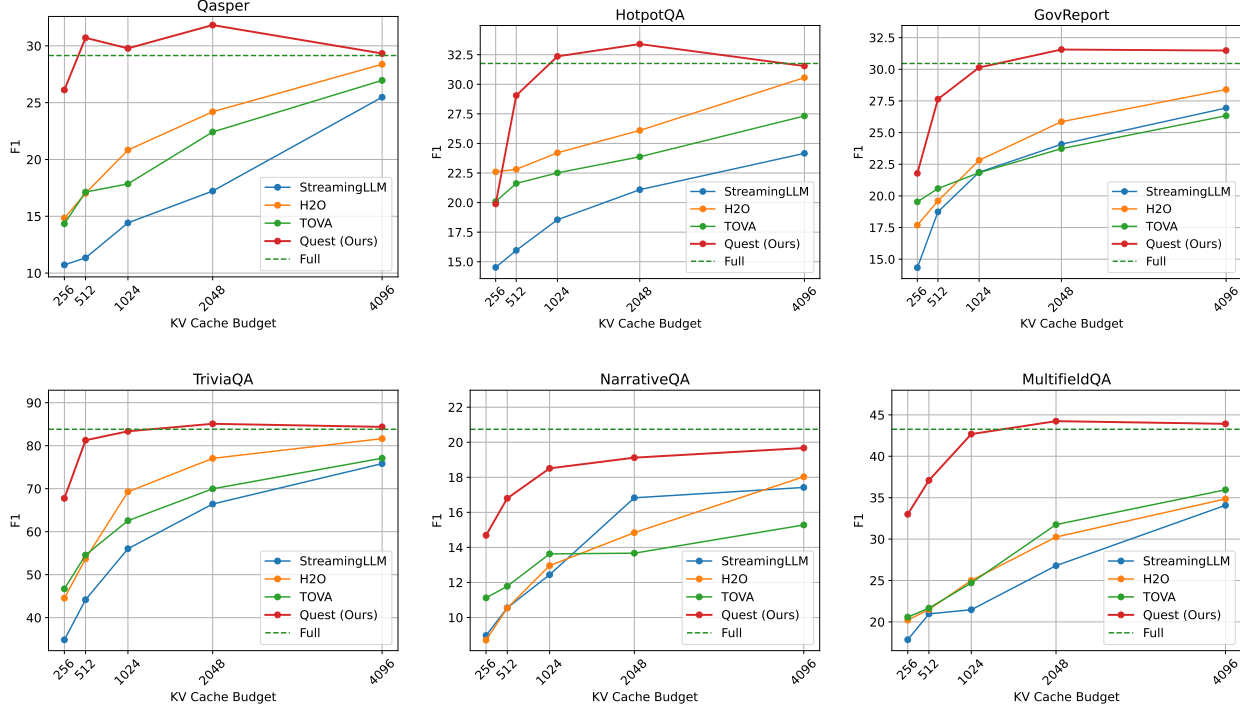 Qasper
F1
30
25
20
15
10
256
512
1024
2048
4096
KV Cache Budget
StreamingLLM
H2O
TOVA
Quest (Ours)
Full
HotpotQA
F1
32.5
30.0
27.5
25.0
22.5
20.0
17.5
15.0
256
512
1024
2048
4096
KV Cache Budget
StreamingLLM
H2O
TOVA
Quest (Ours)
Full
GovReport
F1
32.5
30.0
27.5
25.0
22.5
20.0
17.5
15.0
256
512
1024
2048
4096
KV Cache Budget
StreamingLLM
H2O
TOVA
Quest (Ours)
Full
TriviaQA
F1
90
80
70
60
50
40
256
512
1024
2048
4096
KV Cache Budget
StreamingLLM
H2O
TOVA
Quest (Ours)
Full
NarrativeQA
F1
22
20
18
16
14
12
10
256
512
1024
2048
4096
KV Cache Budget
StreamingLLM
H2O
TOVA
Quest (Ours)
Full
MultifieldQA
F1
45
40
35
30
25
20
256
512
1024
2048
4096
KV Cache Budget
StreamingLLM
H2O
TOVA
Quest (Ours)
Full